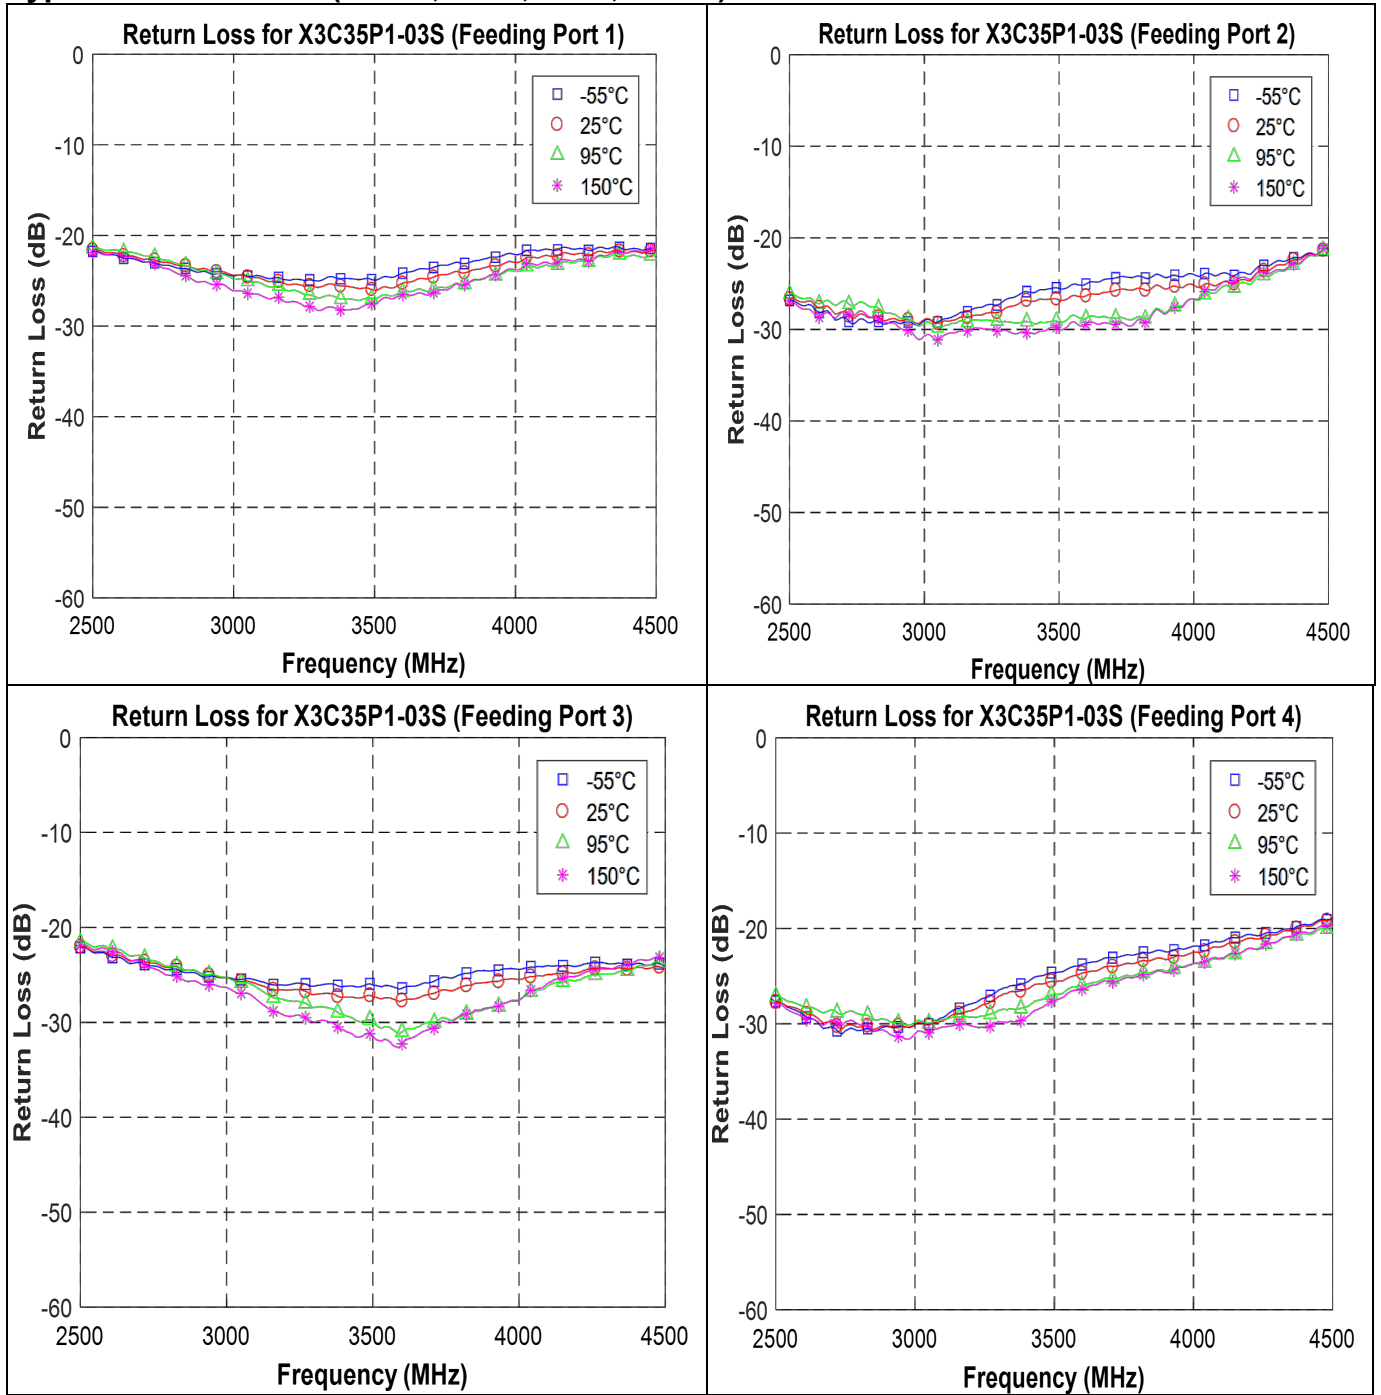 Return Loss for X3C35P1-03S (Feeding Port 1)
0
-10
-20
-30
-40
-50
-60
2500 3000 3500 4000 4500
Return Loss (dB)
Frequency (MHz)
-55°C
25°C
95°C
150°C
Return Loss for X3C35P1-03S (Feeding Port 2)
0
-10
-20
-30
-40
-50
-60
2500 3000 3500 4000 4500
Return Loss (dB)
Frequency (MHz)
-55°C
25°C
95°C
150°C
Return Loss for X3C35P1-03S (Feeding Port 3)
0
-10
-20
-30
-40
-50
-60
2500 3000 3500 4000 4500
Return Loss (dB)
Frequency (MHz)
-55°C
25°C
95°C
150°C
Return Loss for X3C35P1-03S (Feeding Port 4)
0
-10
-20
-30
-40
-50
-60
2500 3000 3500 4000 4500
Return Loss (dB)
Frequency (MHz)
-55°C
25°C
95°C
150°C